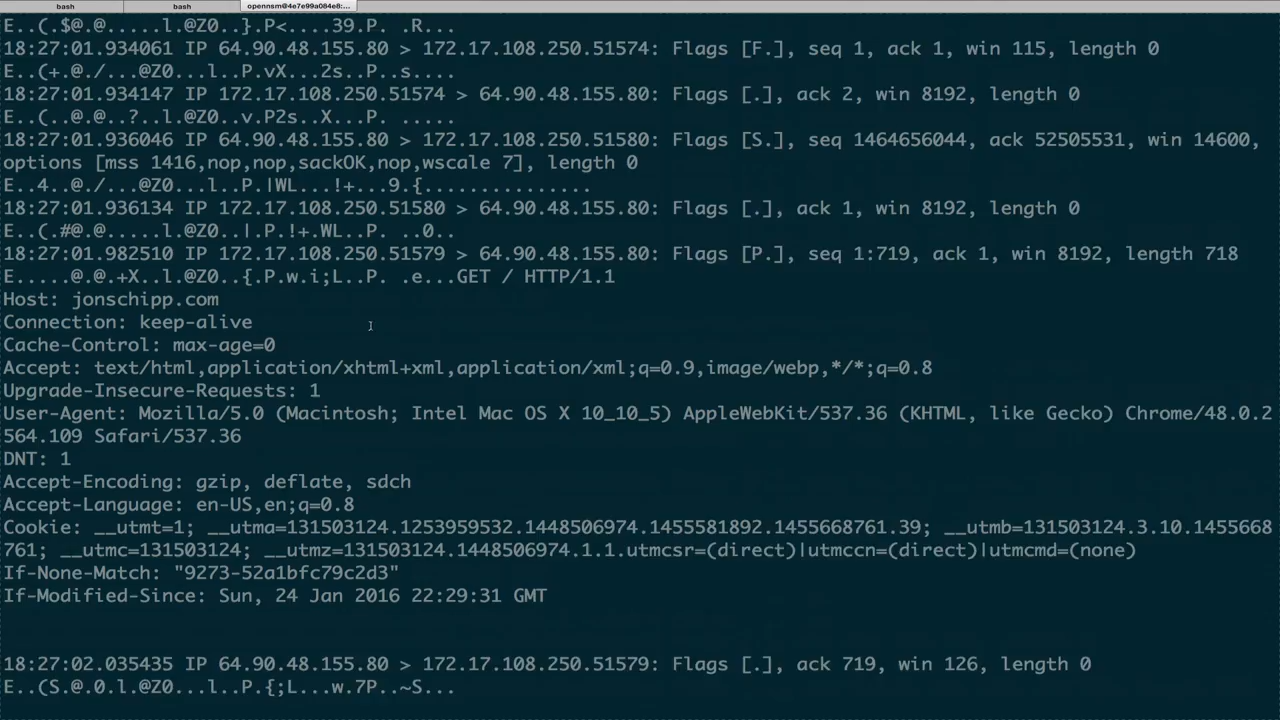 bash bash opennsm@4e7e99a084e8:...
E..(.$@.@.....l.@Z0..}.P<....39.P. .R...
18:27:01.934061 IP 64.90.48.155.80 > 172.17.108.250.51574: Flags [F.], seq 1, ack 1, win 115, length 0
E..(+.@./...@Z0...l..P.vX...2s..P..s....
18:27:01.934147 IP 172.17.108.250.51574 > 64.90.48.155.80: Flags [.], ack 2, win 8192, length 0
E..(..@.@..?..l.@Z0..v.P2s..X...P. .....
18:27:01.936046 IP 64.90.48.155.80 > 172.17.108.250.51580: Flags [S.], seq 1464656044, ack 52505531, win 14600,
options [mss 1416,nop,nop,sackOK,nop,wscale 7], length 0
E..4..@./...@Z0...l..P.|WL...!+...9.{...............
18:27:01.936134 IP 172.17.108.250.51580 > 64.90.48.155.80: Flags [.], ack 1, win 8192, length 0
E..(.#@.@.....l.@Z0..|.P.!+.WL..P. ..0..
18:27:01.982510 IP 172.17.108.250.51579 > 64.90.48.155.80: Flags [P.], seq 1:719, ack 1, win 8192, length 718
E.....@.@.+X..l.@Z0..{.P.w.i;L..P. .e...GET / HTTP/1.1
Host: jonschipp.com
Connection: keep-alive
Cache-Control: max-age=0
Accept: text/html,application/xhtml+xml,application/xml;q=0.9,image/webp,*/*;q=0.8
Upgrade-Insecure-Requests: 1
User-Agent: Mozilla/5.0 (Macintosh; Intel Mac OS X 10_10_5) AppleWebKit/537.36 (KHTML, like Gecko) Chrome/48.0.2
564.109 Safari/537.36
DNT: 1
Accept-Encoding: gzip, deflate, sdch
Accept-Language: en-US,en;q=0.8
Cookie: __utmt=1; __utma=131503124.1253959532.1448506974.1455581892.1455668761.39; __utmb=131503124.3.10.1455668
761; __utmc=131503124; __utmz=131503124.1448506974.1.1.utmcsr=(direct)|utmccn=(direct)|utmcmd=(none)
If-None-Match: "9273-52a1bfc79c2d3"
If-Modified-Since: Sun, 24 Jan 2016 22:29:31 GMT
18:27:02.035435 IP 64.90.48.155.80 > 172.17.108.250.51579: Flags [.], ack 719, win 126, length 0
E..(S.@.0.l.@Z0...l..P.{;L...w.7P..~S...